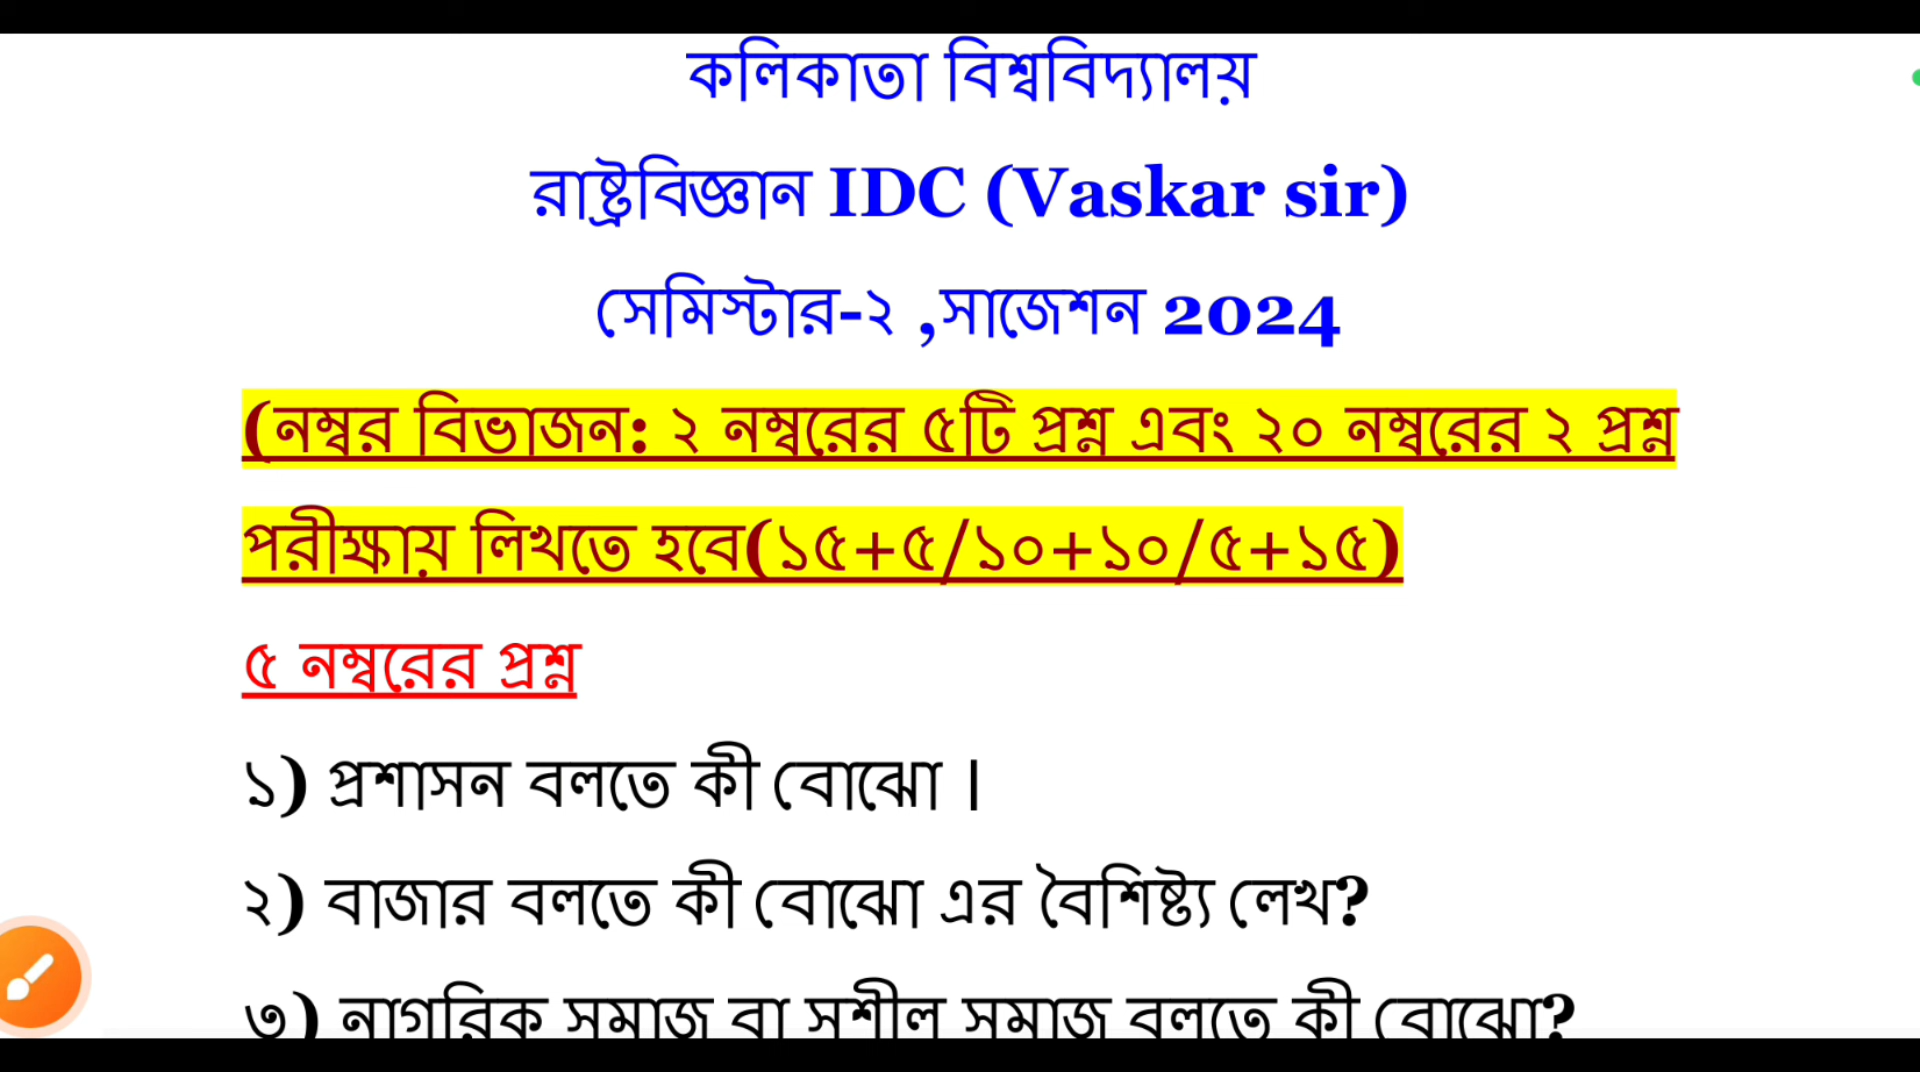 কলিকাতা বিশ্ববিদ্যালয়
রাষ্ট্রবিজ্ঞান IDC (Vaskar sir)
সেমিস্টার-২ ,সাজেশন 2024
(নম্বর বিভাজন: ২ নম্বরের ৫টি প্রশ্ন এবং ২০ নম্বরের ২ প্রশ্ন
পরীক্ষায় লিখতে হবে(১৫+৫/১০+১০/৫+১৫)
৫ নম্বরের প্রশ্ন
১) প্রশাসন বলতে কী বোঝো ।
২) বাজার বলতে কী বোঝো এর বৈশিষ্ট্য লেখ?
৩) নাগরিক সমাজ বা সশীল সমাজ বলতে কী বোঝো?